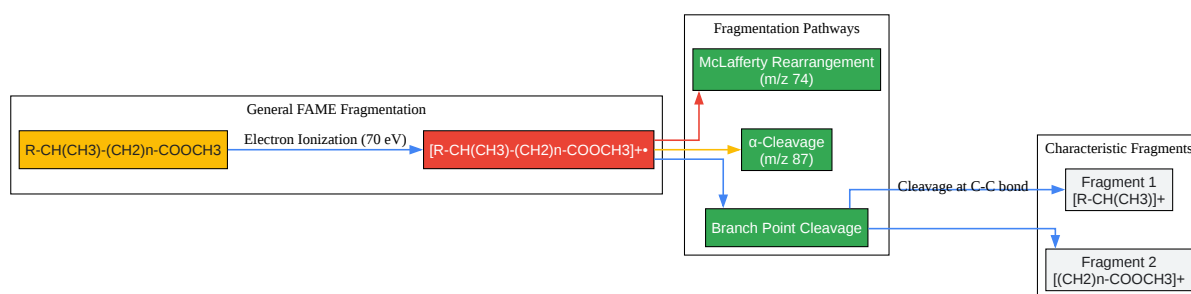 Fragmentation Pathways
McLafferty Rearrangement
(m/z 74)
General FAME Fragmentation
R-CH(CH3)-(CH2)n-COOCH3
Electron Ionization (70 eV)
[R-CH(CH3)-(CH2)n-COOCH3]+•
α-Cleavage
(m/z 87)
Characteristic Fragments
Branch Point Cleavage
Cleavage at C-C bond
Fragment 1
[R-CH(CH3)]+
Fragment 2
[(CH2)n-COOCH3]+